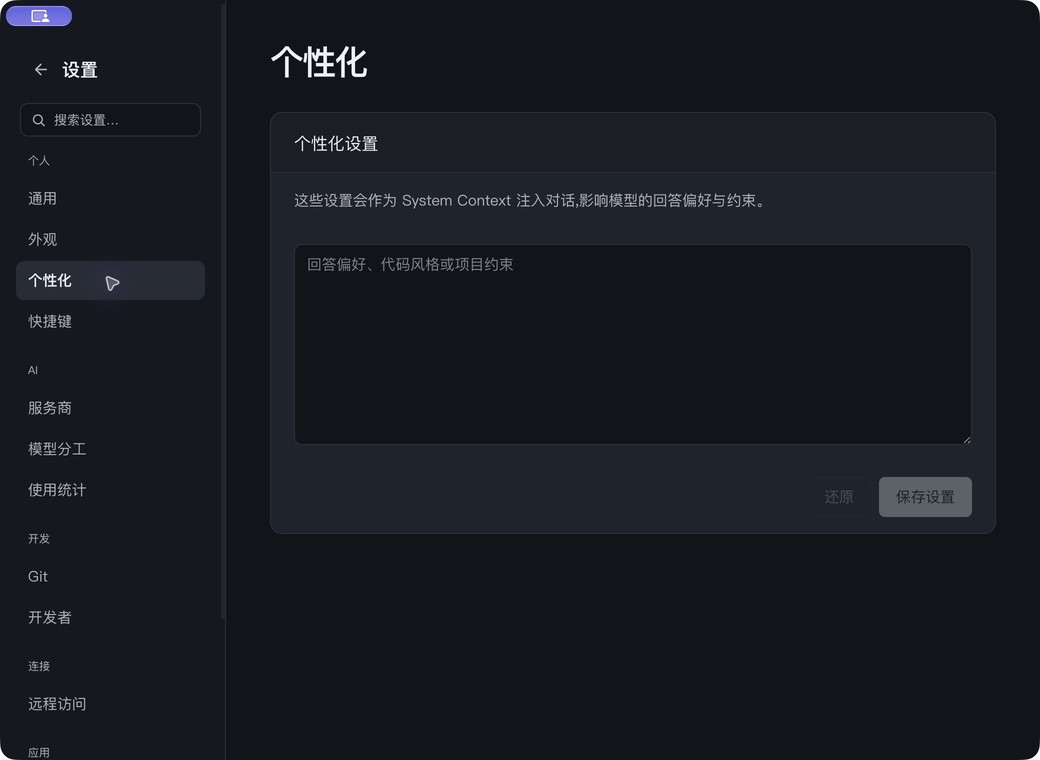 设置
搜索设置...
个人
通用
外观
个性化
快捷键
AI
服务商
模型分工
使用统计
开发
Git
开发者
连接
远程访问
应用
个性化
个性化设置
这些设置会作为 System Context 注入对话,影响模型的回答偏好与约束。
回答偏好、代码风格或项目约束
还原
保存设置